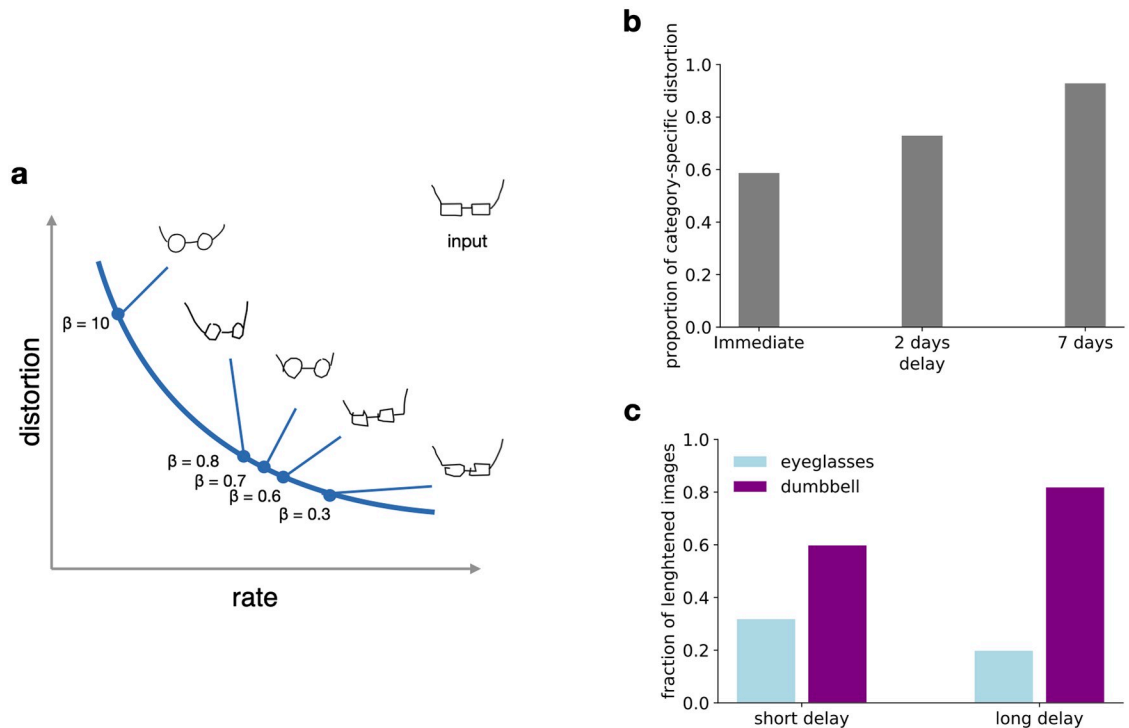 a
input
β = 10
β = 0.8
β = 0.7
β = 0.6
β = 0.3
distortion
rate
b
proportion of category-specific distortion
1.0
0.8
0.6
0.4
0.2
0.0
Immediate
2 days
7 days
delay
c
fraction of lenghtened images
1.0
0.8
0.6
0.4
0.2
0.0
eyeglasses
dumbbell
short delay
long delay